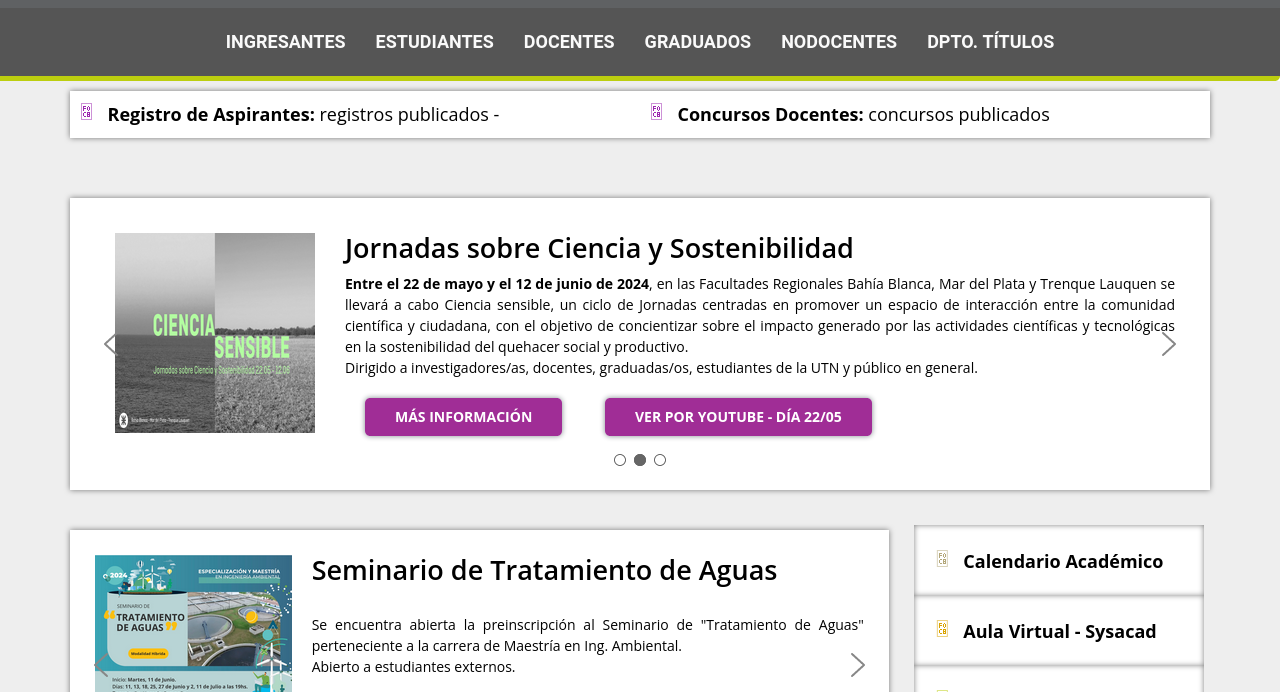 INGRESANTES ESTUDIANTES DOCENTES GRADUADOS NODOCENTES DPTO. TÍTULOS
Registro de Aspirantes: registros publicados - Concursos Docentes: concursos publicados
Jornadas sobre Ciencia y Sostenibilidad
Entre el 22 de mayo y el 12 de junio de 2024, en las Facultades Regionales Bahía Blanca, Mar del Plata y Trenque Lauquen se
llevará a cabo Ciencia sensible, un ciclo de Jornadas centradas en promover un espacio de interacción entre la comunidad
científica y ciudadana, con el objetivo de concientizar sobre el impacto generado por las actividades científicas y tecnológicas
en la sostenibilidad del quehacer social y productivo.
Dirigido a investigadores/as, docentes, graduadas/os, estudiantes de la UTN y público en general.
CIENCIA
SENSIBLE
Jornadas sobre Ciencia y Sostenibilidad 22.05 - 12.06
Bahía Blanca - Mar del Plata - Trenque Lauquen
MÁS INFORMACIÓN VER POR YOUTUBE - DÍA 22/05
Seminario de Tratamiento de Aguas
Se encuentra abierta la preinscripción al Seminario de "Tratamiento de Aguas"
perteneciente a la carrera de Maestría en Ing. Ambiental.
Abierto a estudiantes externos.
2024
ESPECIALIZACIÓN Y MAESTRÍA
EN INGENIERÍA AMBIENTAL
SEMINARIO DE
TRATAMIENTO
DE AGUAS
Modalidad Híbrida
Inicio: Martes, 11 de Junio.
Días: 11, 13, 18, 25, 27 de Junio y 2, 11 de Julio a las 19hs.
Calendario Académico
Aula Virtual - Sysacad